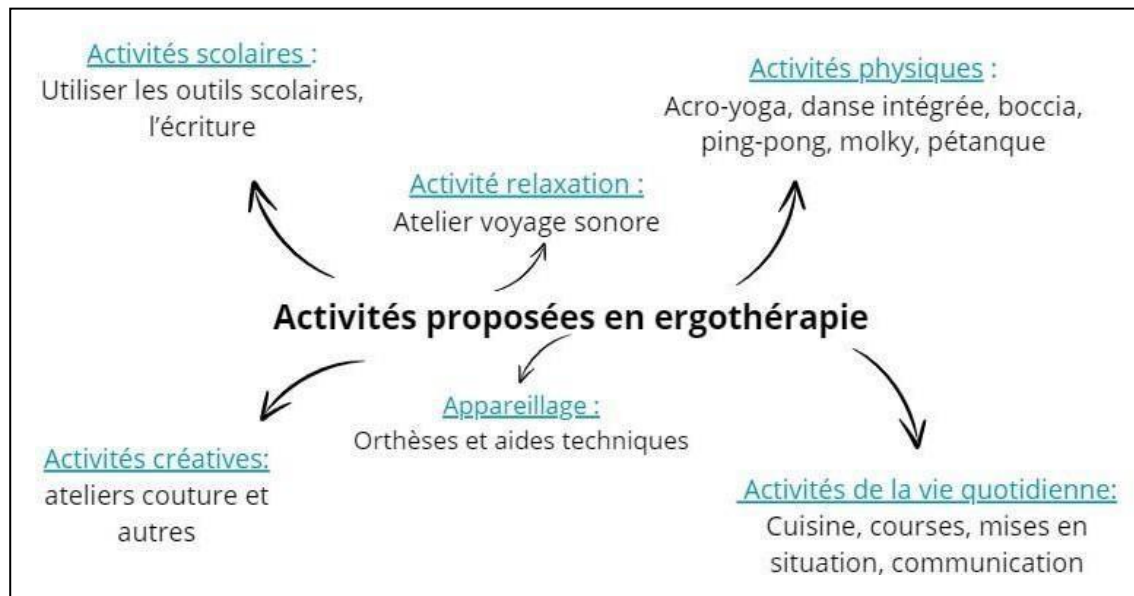 Activités scolaires :
Utiliser les outils scolaires,
l'écriture
Activités physiques :
Acro-yoga, danse intégrée, boccia,
ping-pong, molky, pétanque
Activité relaxation :
Atelier voyage sonore
Activités proposées en ergothérapie
Appareillage :
Orthèses et aides techniques
Activités créatives:
ateliers couture et
autres
Activités de la vie quotidienne:
Cuisine, courses, mises en
situation, communication